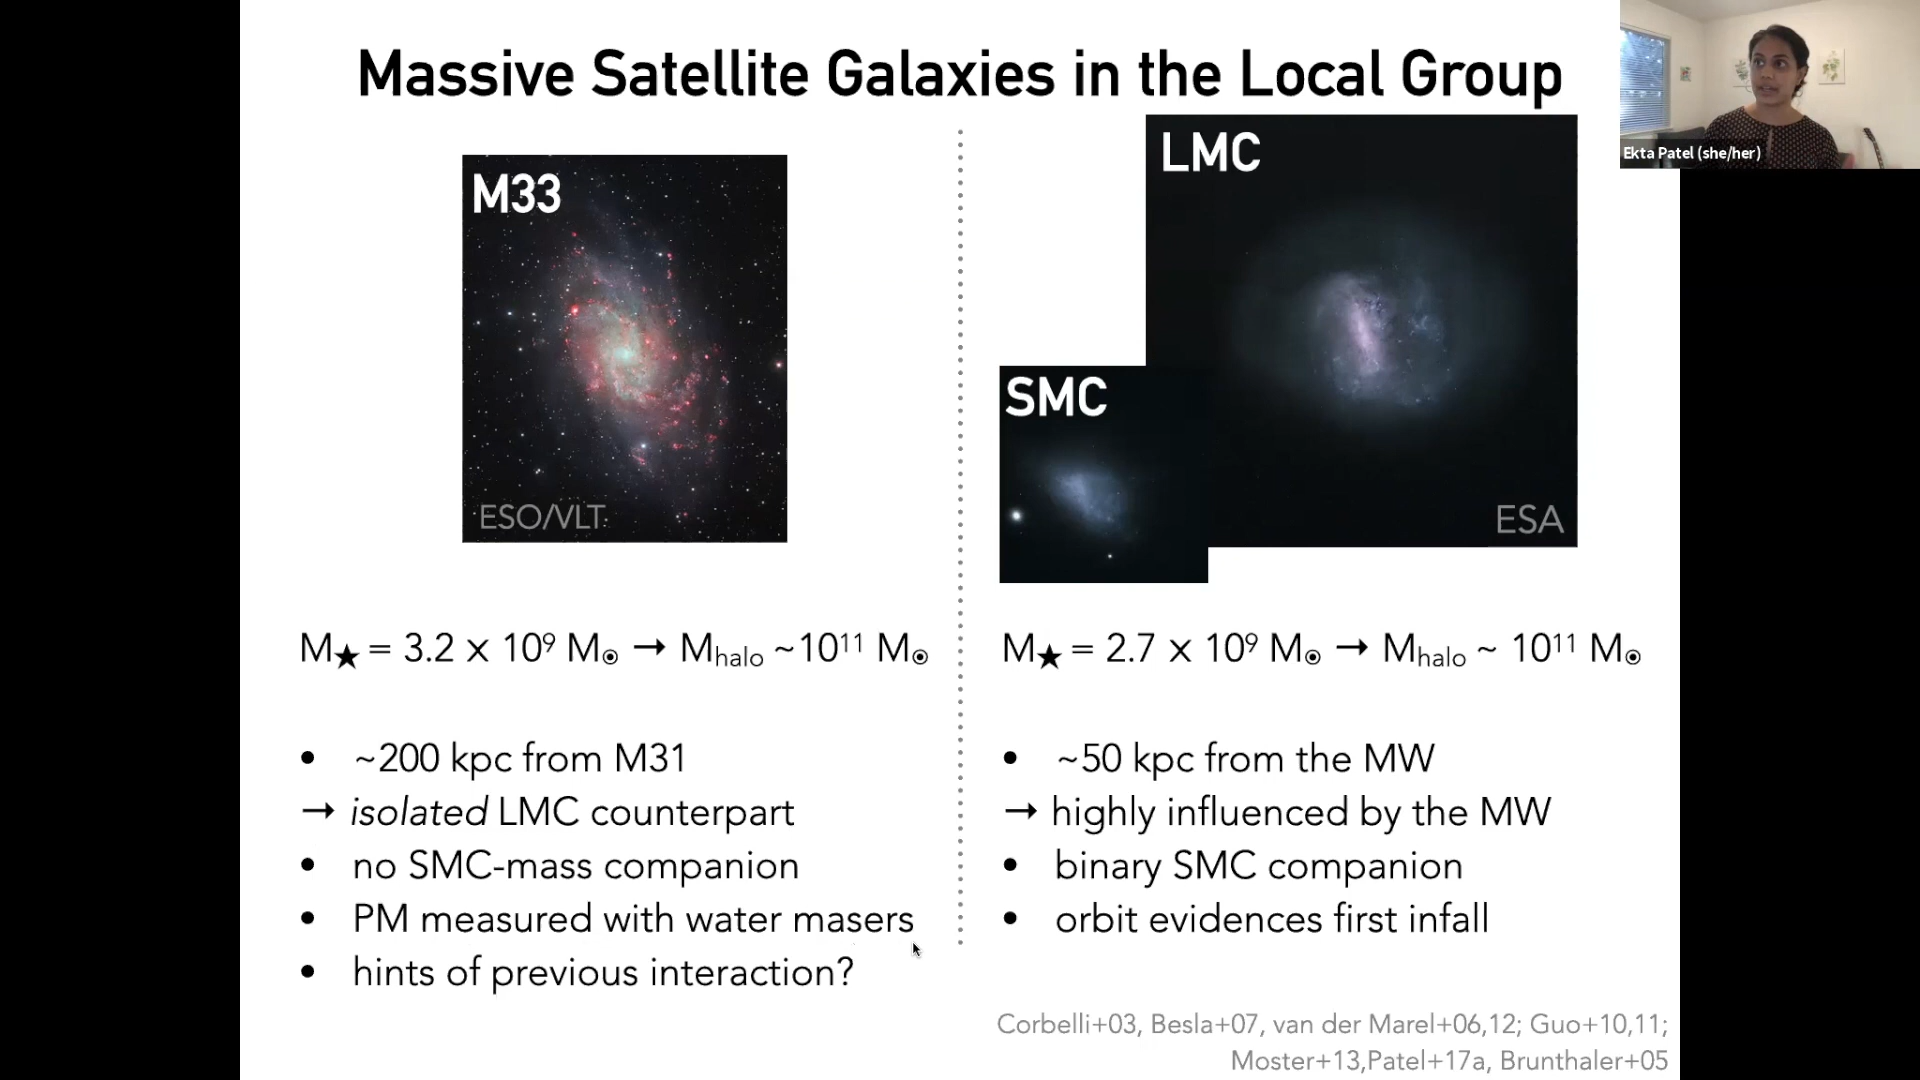 Massive Satellite Galaxies in the Local Group
Ekta Patel (she/her)
M33
ESO/VLT
LMC
SMC
ESA
M★ = 3.2 x 10⁹ M☉ → Mhalo ~10¹¹ M☉
• ~200 kpc from M31
→ isolated LMC counterpart
• no SMC-mass companion
• PM measured with water masers
• hints of previous interaction?
M★ = 2.7 x 10⁹ M☉ → Mhalo ~ 10¹¹ M☉
• ~50 kpc from the MW
→ highly influenced by the MW
• binary SMC companion
• orbit evidences first infall
Corbelli+03, Besla+07, van der Marel+06,12; Guo+10,11;
Moster+13,Patel+17a, Brunthaler+05